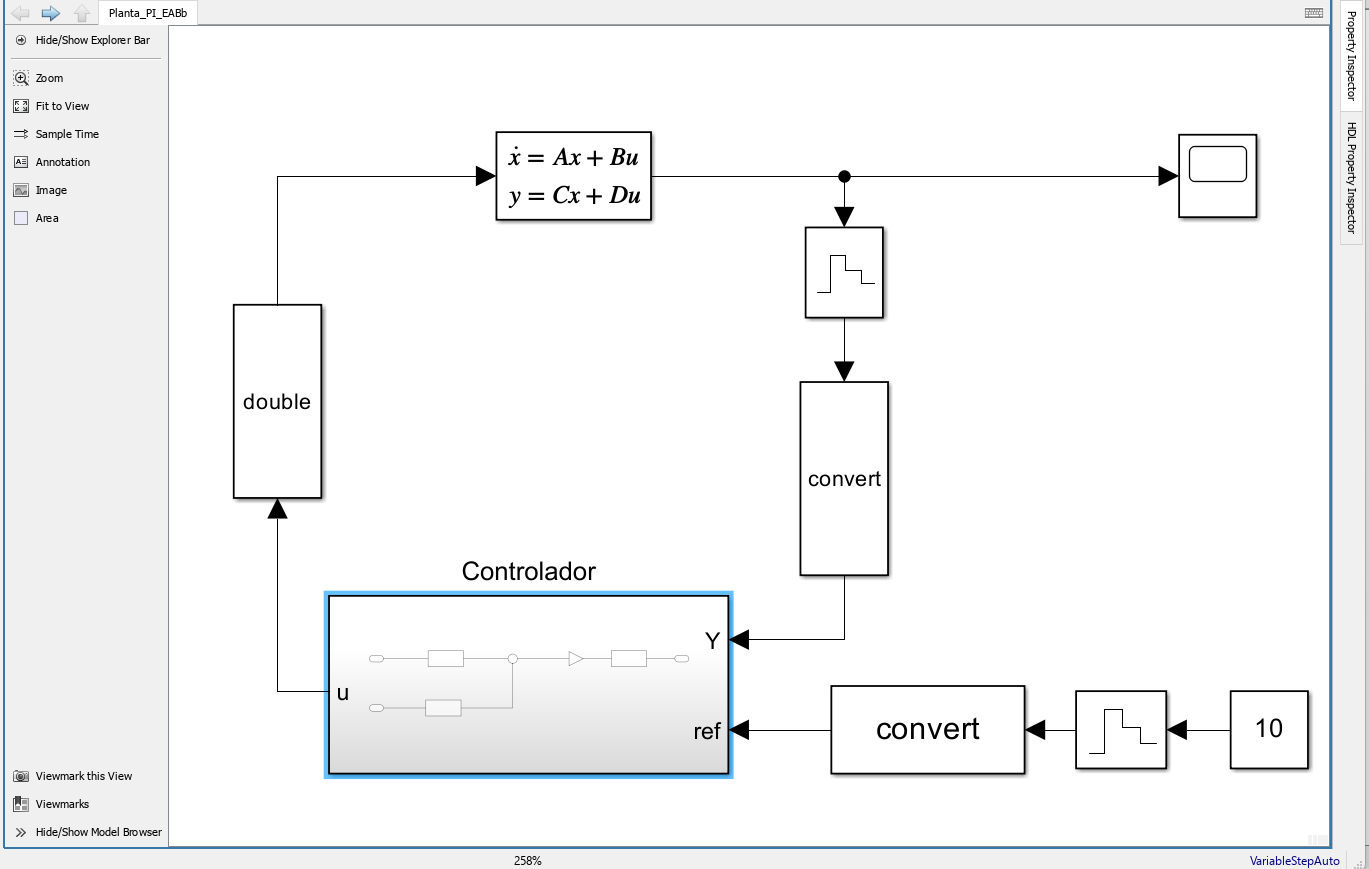 Planta_PI_EABb
Hide/Show Explorer Bar
Zoom
Fit to View
Sample Time
Annotation
Image
Area
Viewmark this View
Viewmarks
Hide/Show Model Browser
ẋ = Ax + Bu
y = Cx + Du
double
convert
Controlador
Y
u
ref
convert
10
Property Inspector
HDL Property Inspector
258%
VariableStepAuto